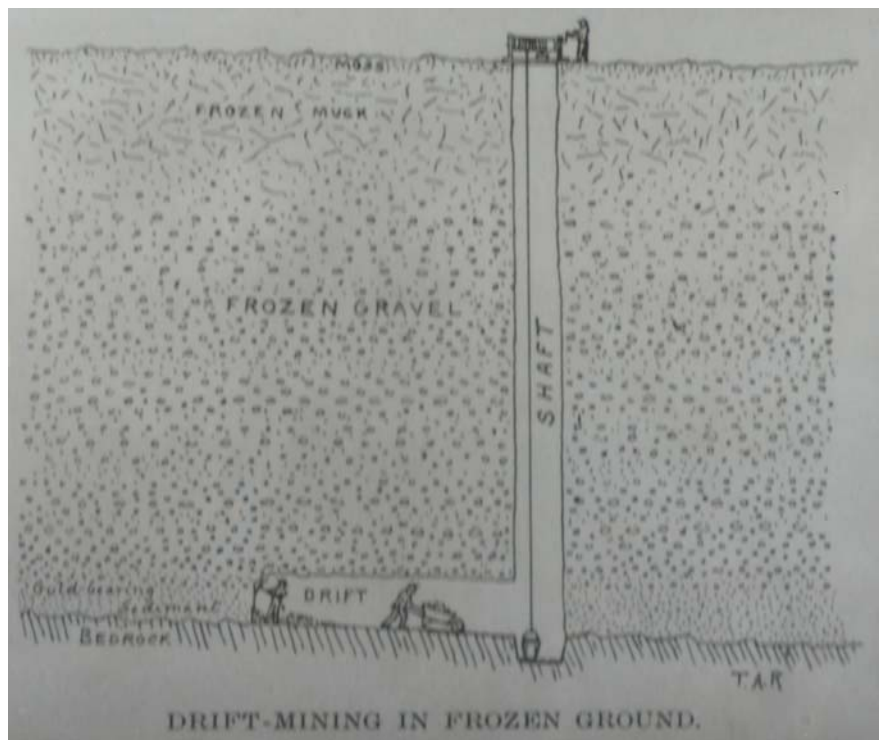 MOSS
FROZEN MUCK
FROZEN GRAVEL
SHAFT
Gold-bearing
Sediment
DRIFT
BEDROCK
T.A.R
DRIFT-MINING IN FROZEN GROUND.